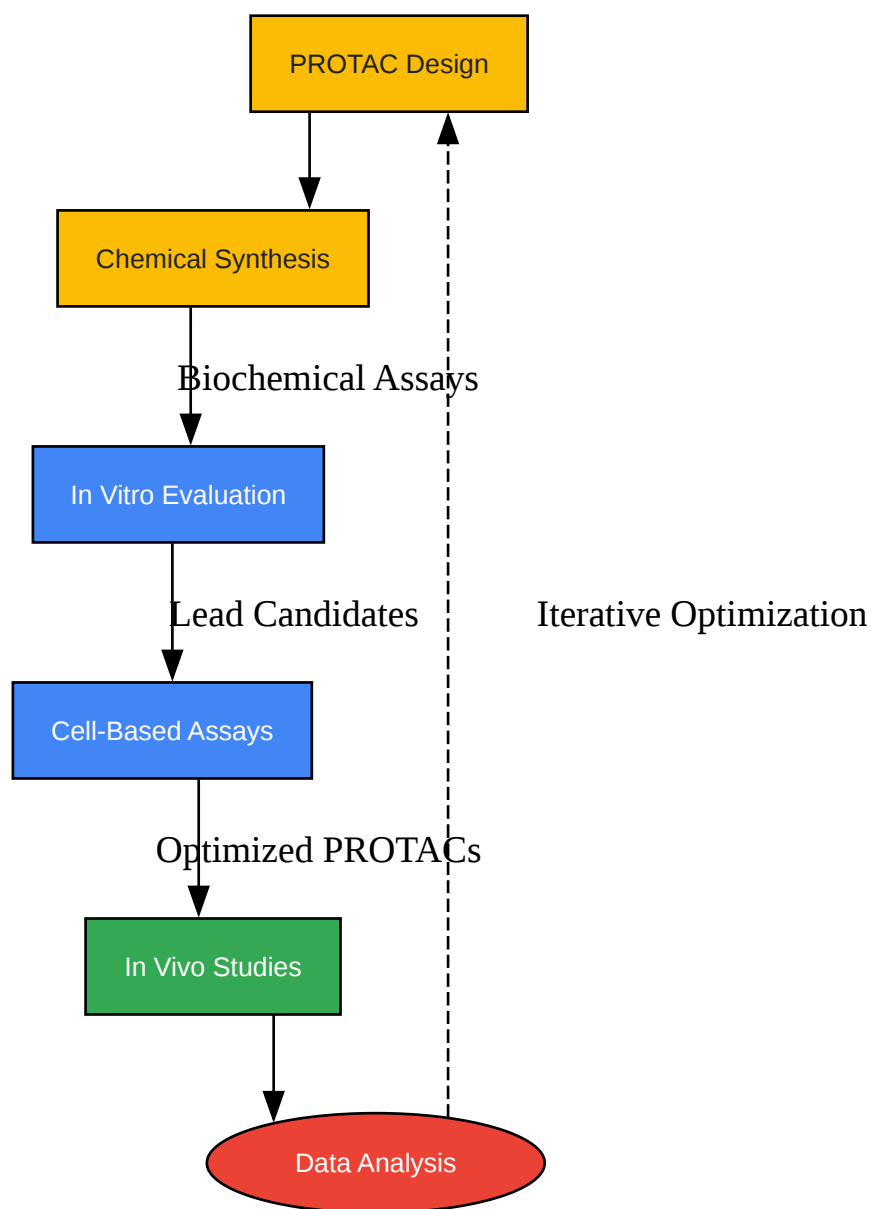 PROTAC Design
Chemical Synthesis
Biochemical Assays
In Vitro Evaluation
Lead Candidates
Iterative Optimization
Cell-Based Assays
Optimized PROTACs
In Vivo Studies
Data Analysis